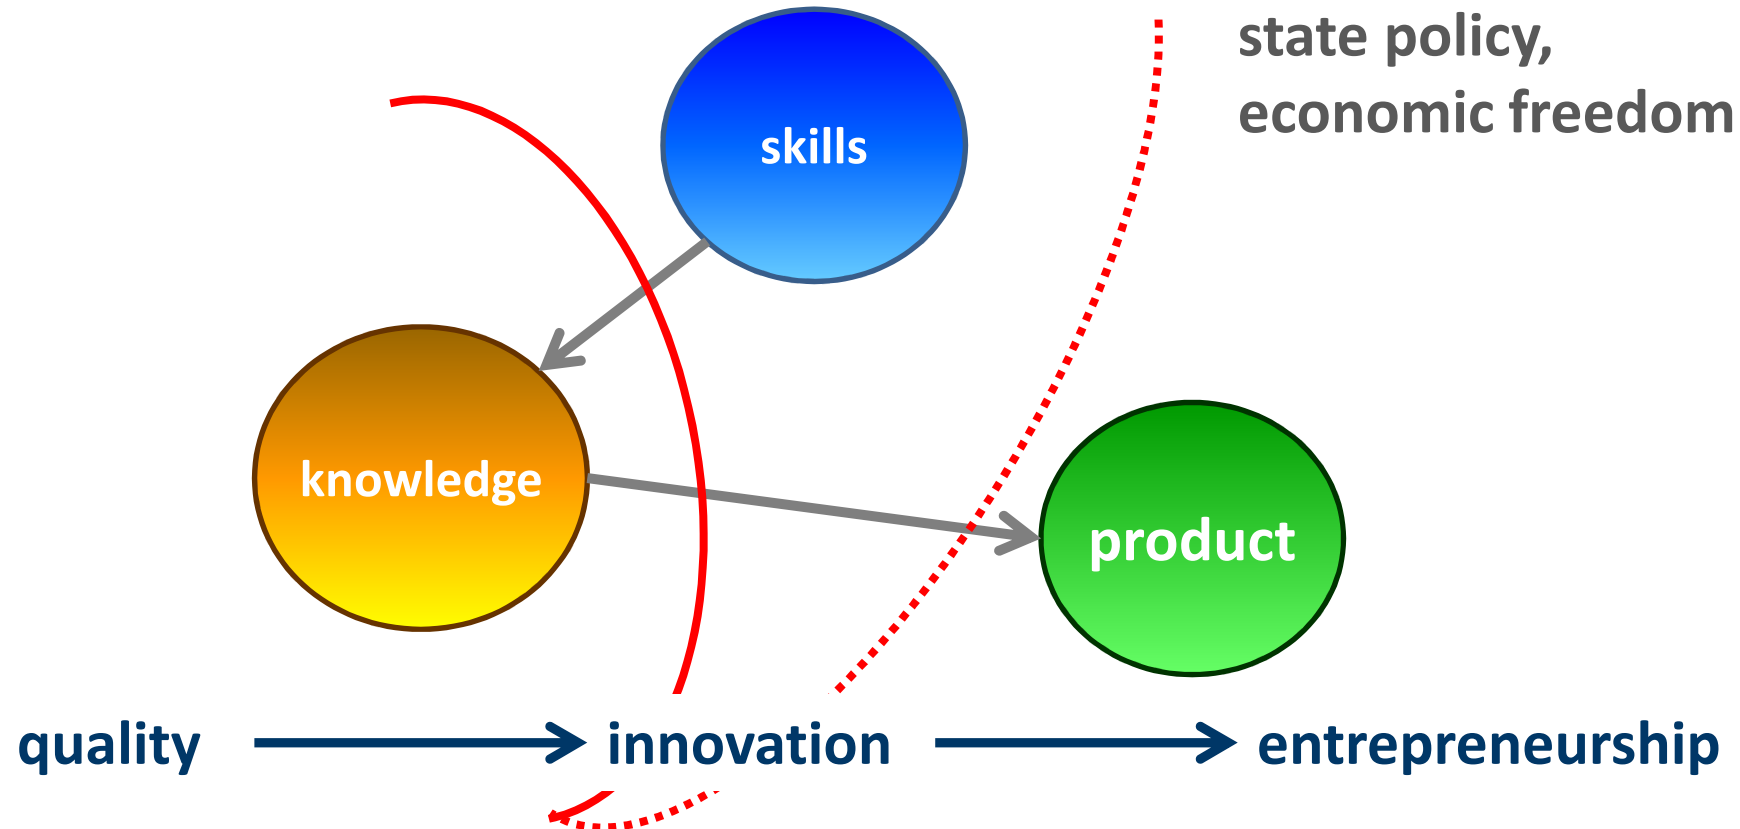 state policy,
economic freedom
skills
knowledge
product
quality
innovation
entrepreneurship